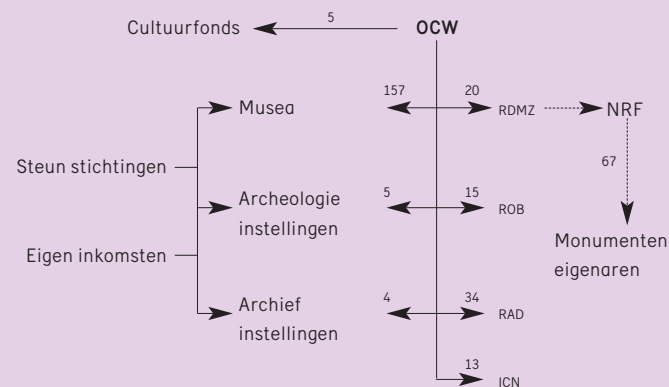 Cultuurfonds 5 OCW
Musea 157 20 RDMZ NRF
Steun stichtingen 67
Archeologie 5 15 ROB
instellingen
Monumenten
Eigen inkomsten eigenaren
Archief 4 34 RAD
instellingen
13 ICN